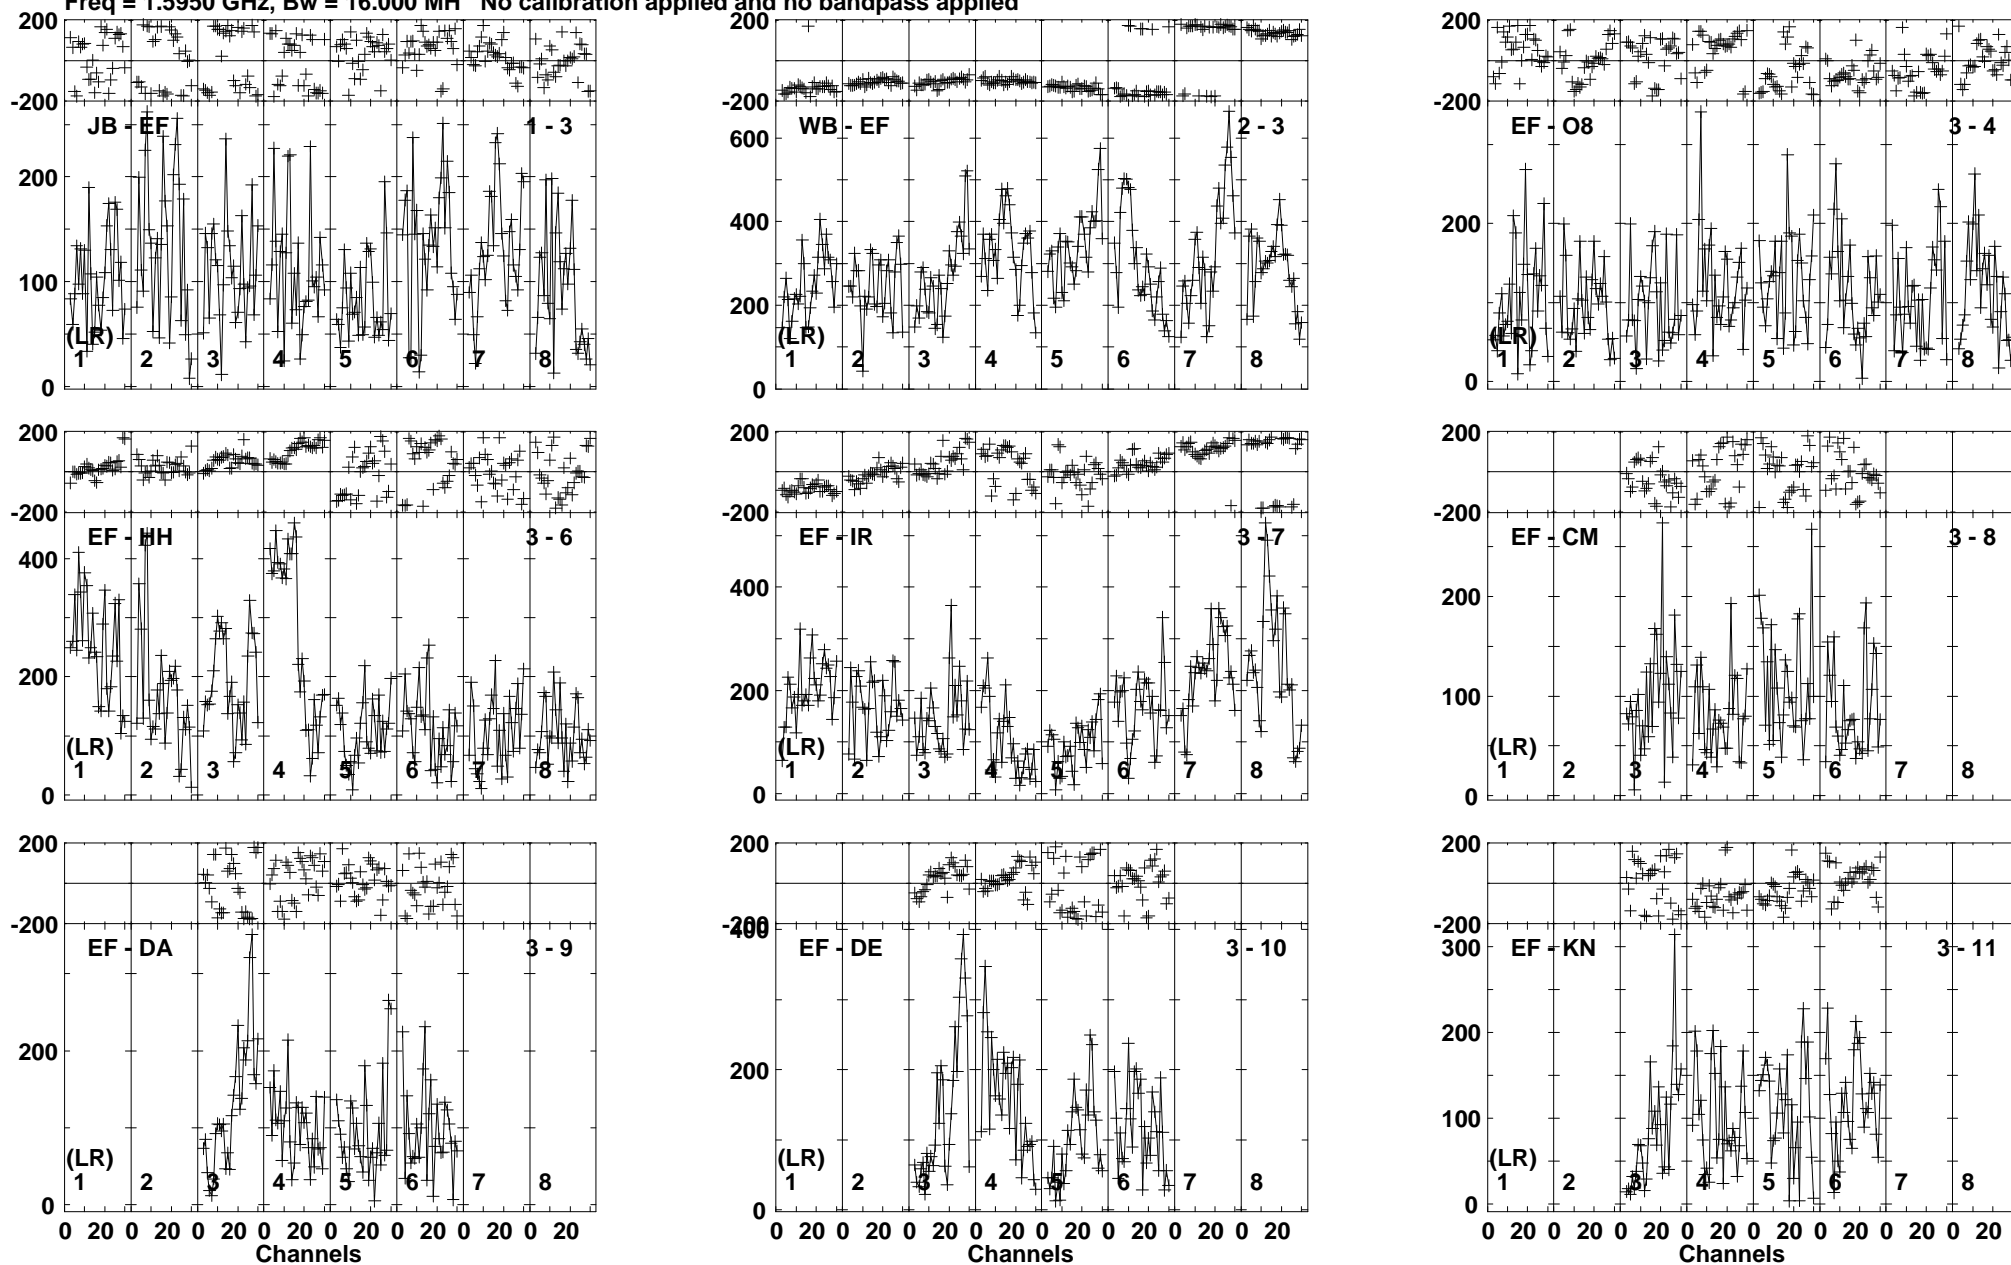 Freq = 1.5950 GHz, Bw = 16.000 MH No calibration applied and no bandpass applied
200 200 200
-200 -200 -200
JB - EF 1 - 3 WB - EF 2 - 3 EF - O8 3 - 4
600
200 400 200
100 200
(LR) (LR) (LR)
1 2 3 4 5 6 7 8 1 2 3 4 5 6 7 8 1 2 3 4 5 6 7 8
0 0 0
200 200 200
-200 -200 -200
EF - HH 3 - 6 EF - IR 3 - 7 EF - CM 3 - 8
400 400 200
200 200 100
(LR) (LR) (LR)
1 2 3 4 5 6 7 8 1 2 3 4 5 6 7 8 1 2 3 4 5 6 7 8
0 0 0
200 200 200
-200 -200 -200
400
EF - DA 3 - 9 EF - DE 3 - 10 EF - KN 3 - 11
300
200 200 200
100
(LR) (LR) (LR)
1 2 3 4 5 6 7 8 1 2 3 4 5 6 7 8 1 2 3 4 5 6 7 8
0 0 0
0 20 0 20 0 20 0 20 0 20 0 20 0 20 0 20 0 20 0 20 0 20 0 20 0 20 0 20 0 20 0 20 0 20 0 20 0 20 0 20 0 20 0 20 0 20 0 20
Channels Channels Channels